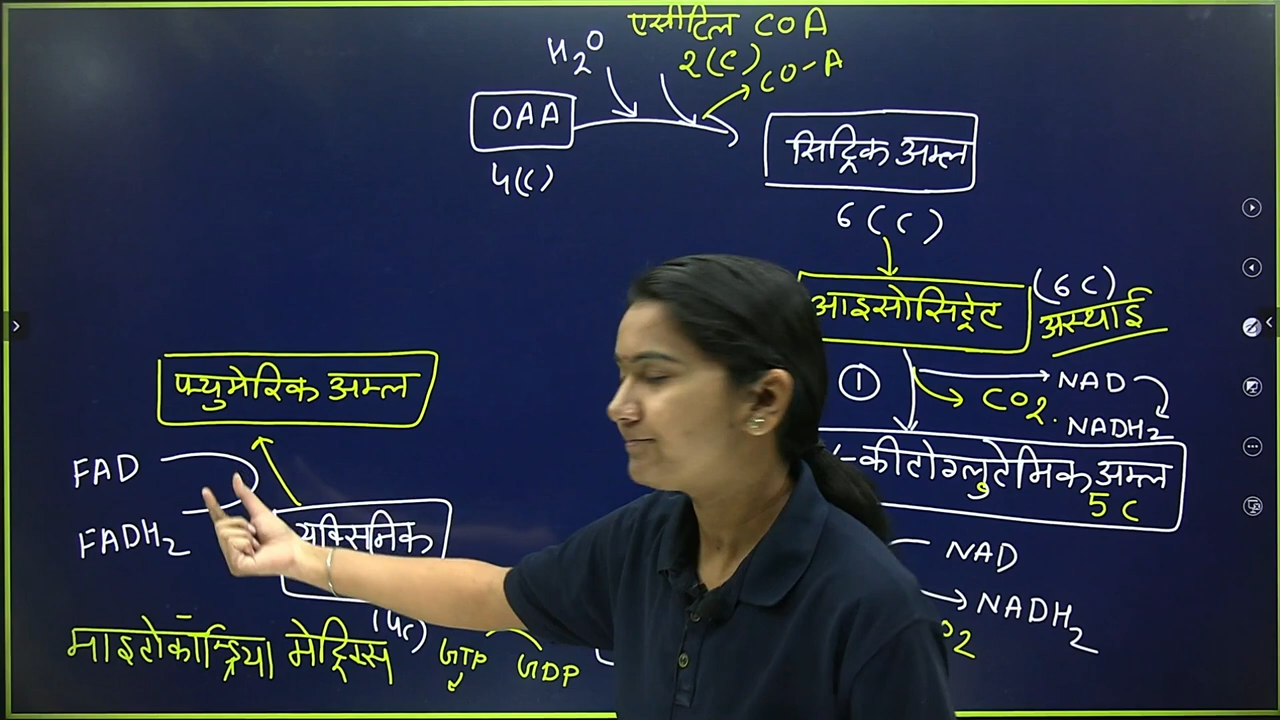 एसीटिल COA
H2O
2(C)
CO-A
OAA
4(C)
सिट्रिक अम्ल
6(C)
आइसोसिट्रेट
(6C)
अस्थाई
1
NAD
CO2.
NADH2
-कीटोग्लुटेमिक अम्ल
5C
फ्युमेरिक अम्ल
FAD
FADH2
(4C)
NAD
NADH2
माइटोकॉन्ड्रिया मेट्रिक्स
GTP
GDP